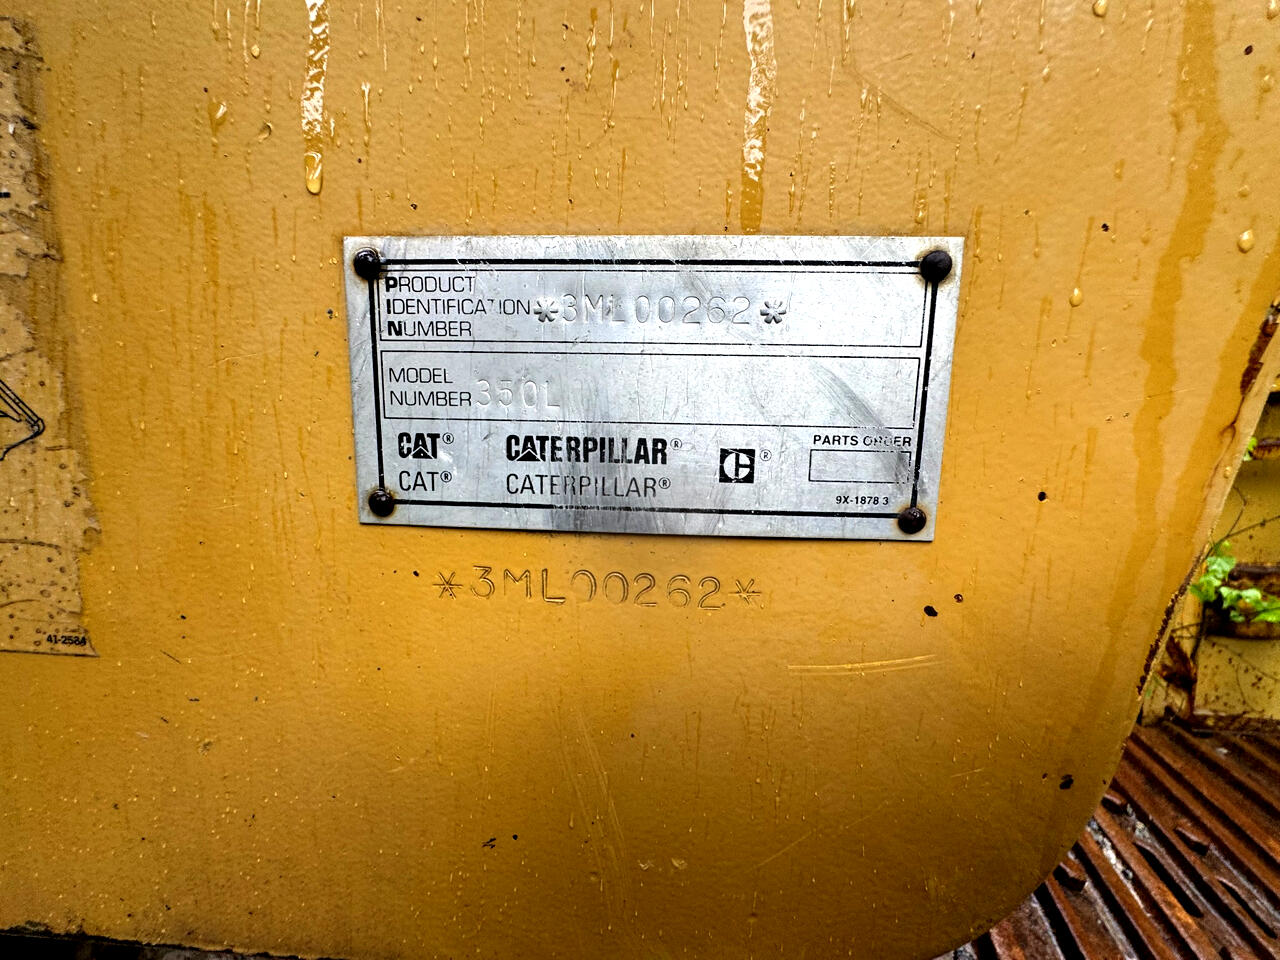 PRODUCT
IDENTIFICATION *3ML00262*
NUMBER
MODEL
NUMBER 350L
CAT® CATERPILLAR® C ® PARTS ORDER
CAT® CATERPILLAR®
9X-1878 3
*3ML00262*
41-2584